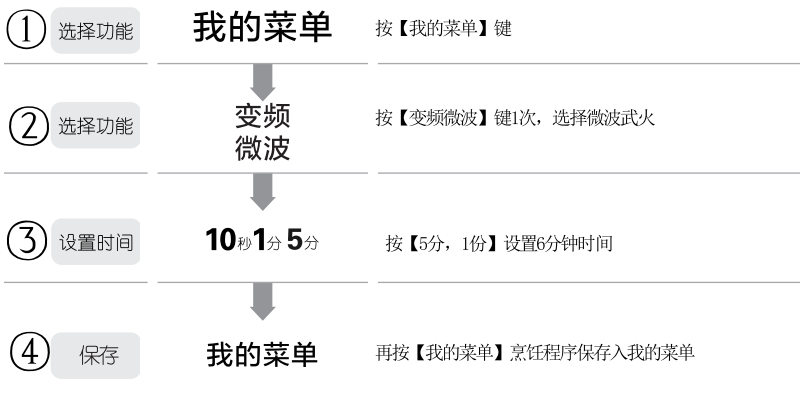 ① 选择功能 我的菜单 按【我的菜单】键
② 选择功能 变频 按【变频微波】键1次，选择微波武火
微波
③ 设置时间 10秒 1分 5分 按【5分，1份】设置6分钟时间
④ 保存 我的菜单 再按【我的菜单】烹饪程序保存入我的菜单